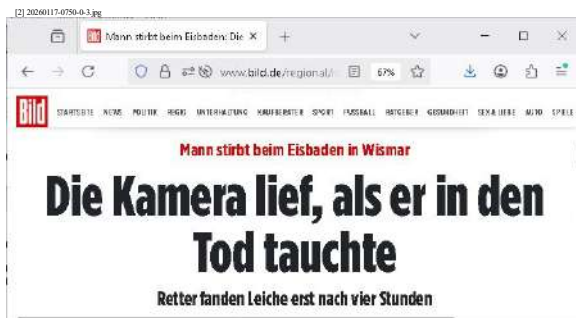 [2] 20260117-0750-0-3.jpg
Mann stirbt beim Eisbaden: Die
www.bild.de/regional/
67%
Bild
STARTSEITE NEWS POLITIK REGIO UNTERHALTUNG KAUFBERATER SPORT FUSSBALL RATGEBER GESUNDHEIT SEX & LIEBE AUTO SPIELE
Mann stirbt beim Eisbaden in Wismar
Die Kamera lief, als er in den
Tod tauchte
Retter fanden Leiche erst nach vier Stunden